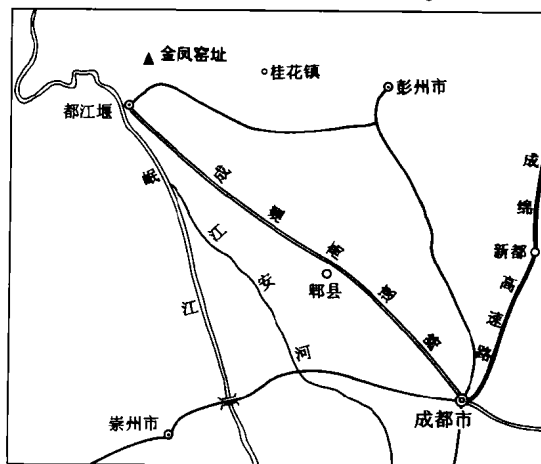 金凤窑址
桂花镇
彭州市
都江堰
成绵高速路
岷江
成灌高速路
江安河
新都
郫县
崇州市
成都市